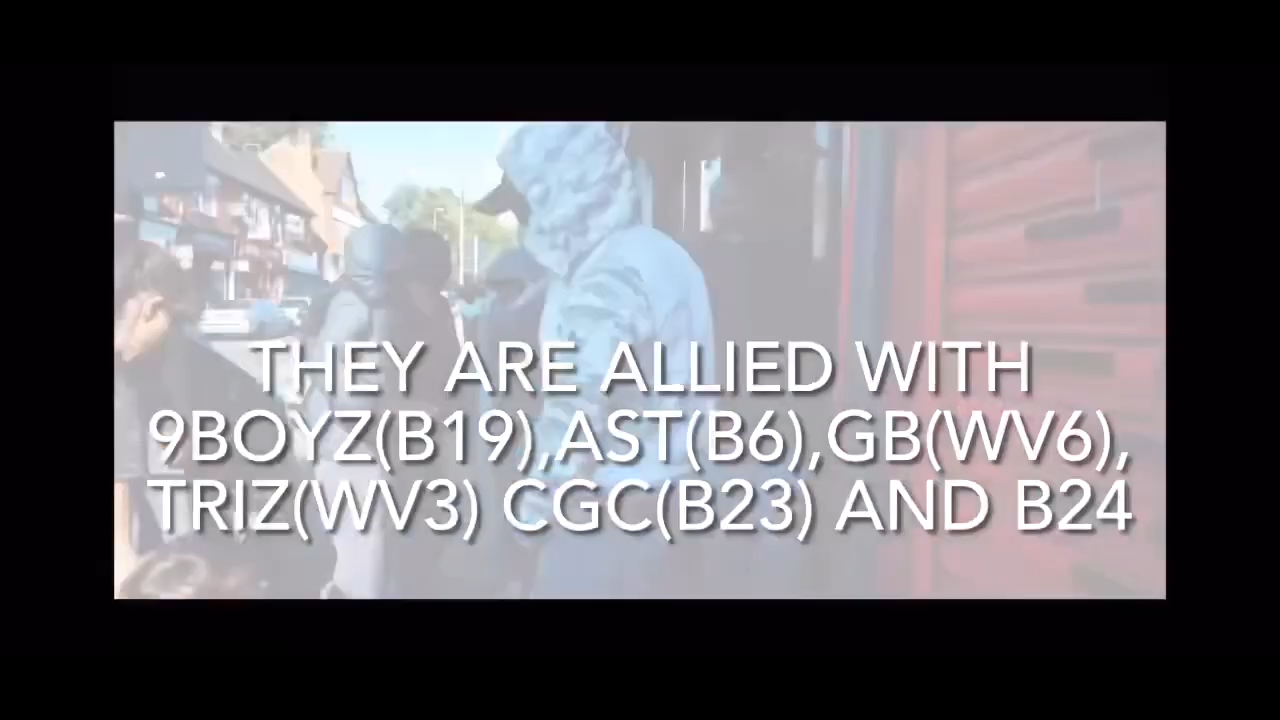 THEY ARE ALLIED WITH
9BOYZ(B19),AST(B6),GB(WV6),
TRIZ(WV3) CGC(B23) AND B24